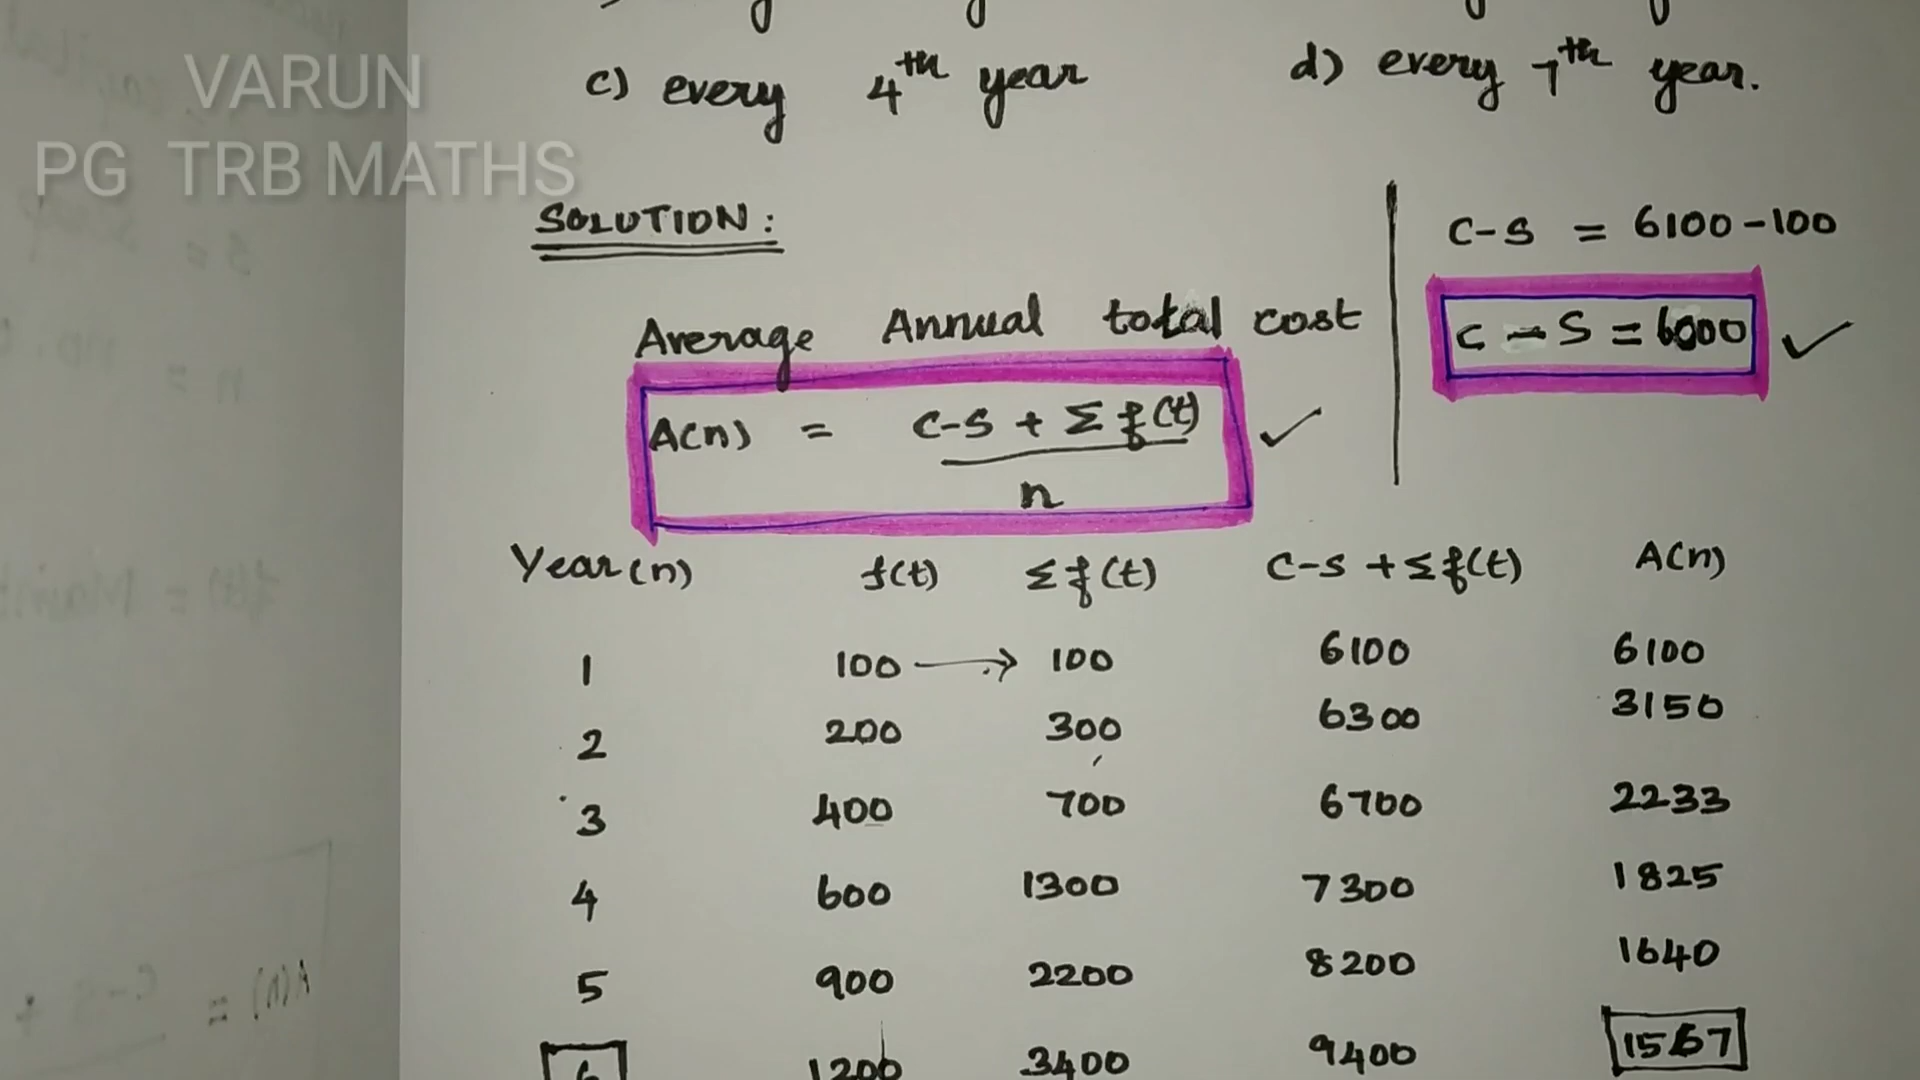 VARUN
PG TRB MATHS
c) every 4th year
d) every 7th year.
SOLUTION:
C-S = 6100-100
C-S = 6000
Average Annual total cost
A(n) = C-S + Σ f(t)
n
Year(n) f(t) Σf(t) C-S+Σf(t) A(n)
1 100 → 100 6100 6100
2 200 300 6300 3150
3 400 700 6700 2233
4 600 1300 7300 1825
5 900 2200 8200 1640
6 1200 3400 9400 1567